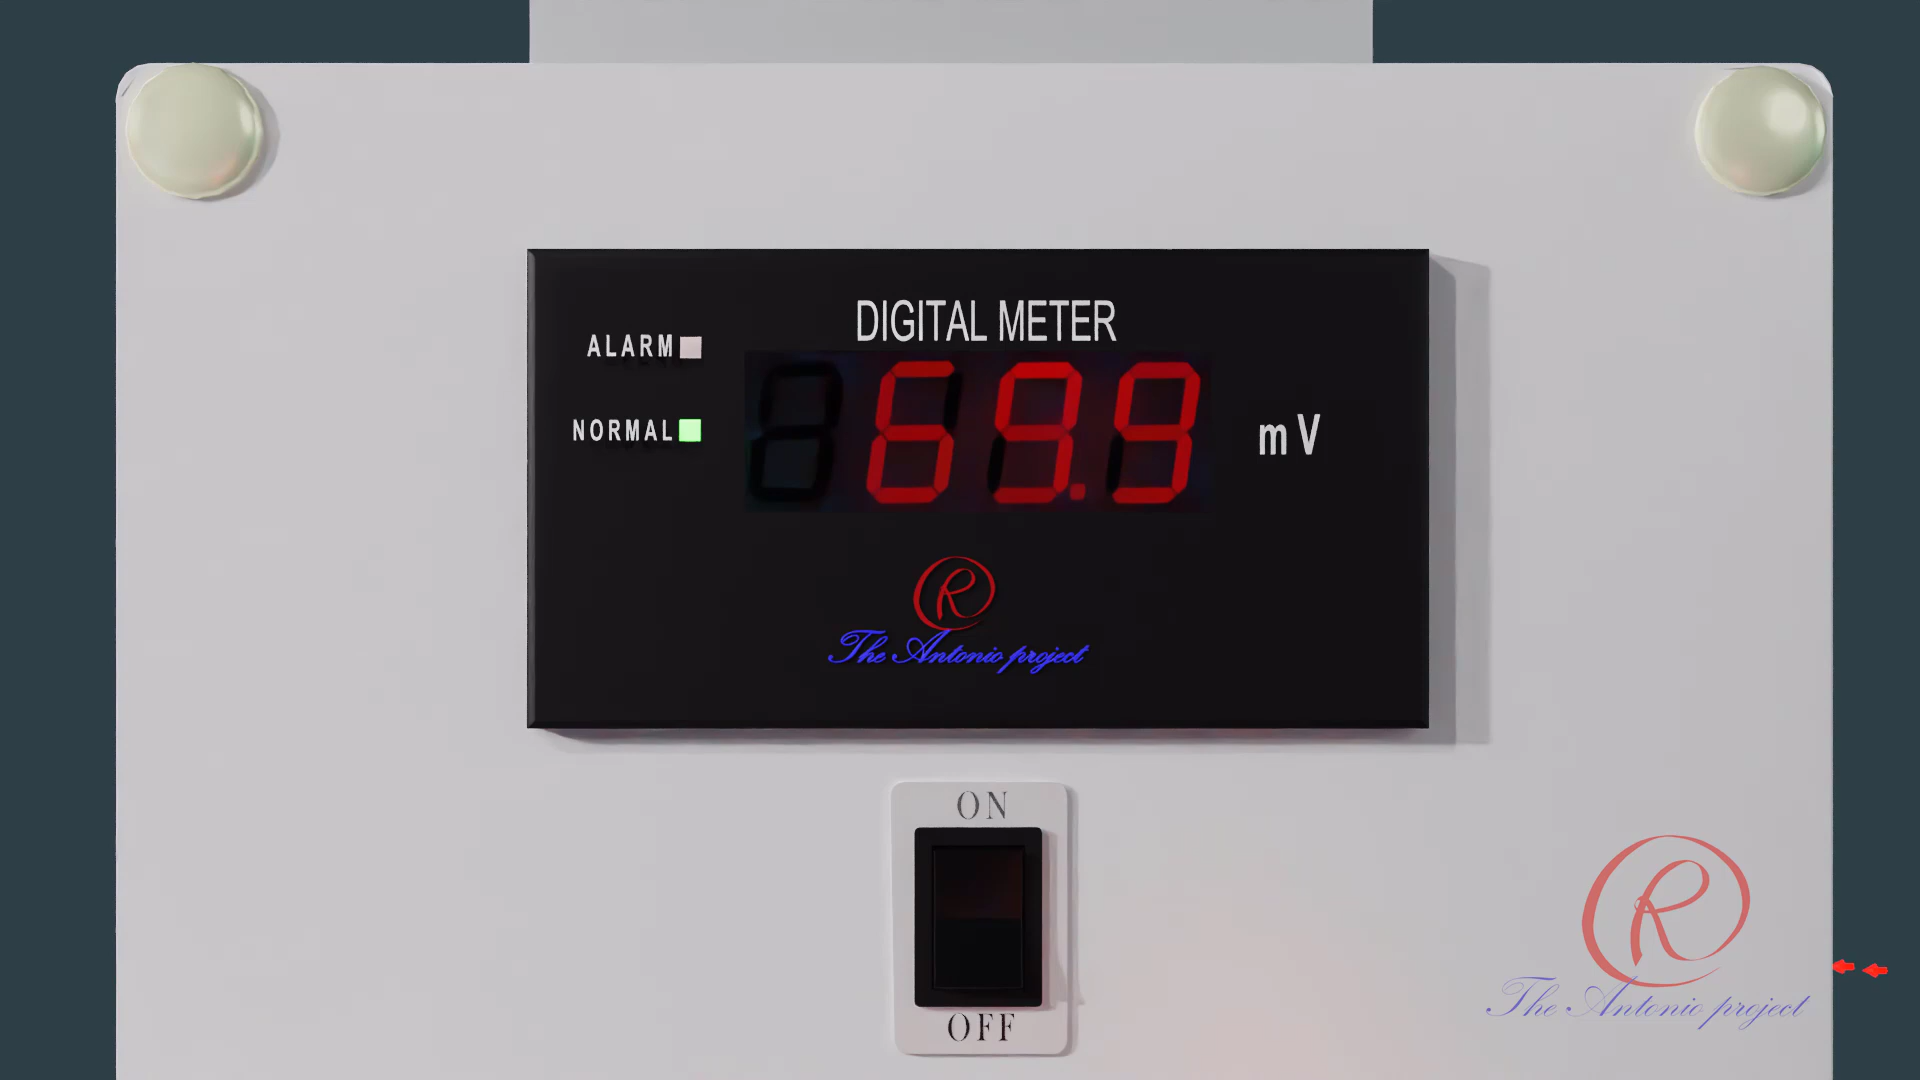 DIGITAL METER
ALARM
69.9
NORMAL
mV
R
The Antonio project
ON
OFF
R
The Antonio project